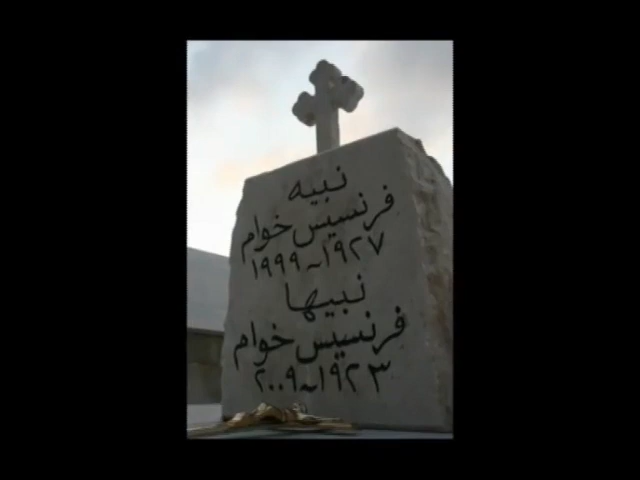 نبيه
فرنسيس خوام
١٩٢٧~١٩٩٩
نبيها
فرنسيس خوام
١٩٢٣~٢٠٠٩